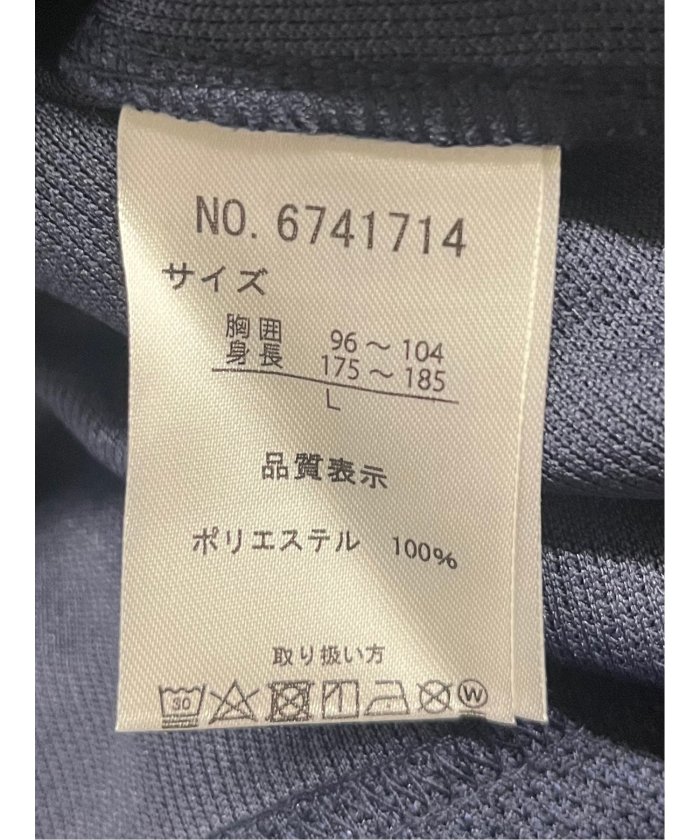 NO. 6741714
サイズ
胸囲 96～104
身長 175～185
L
品質表示
ポリエステル 100%
取り扱い方
30
W